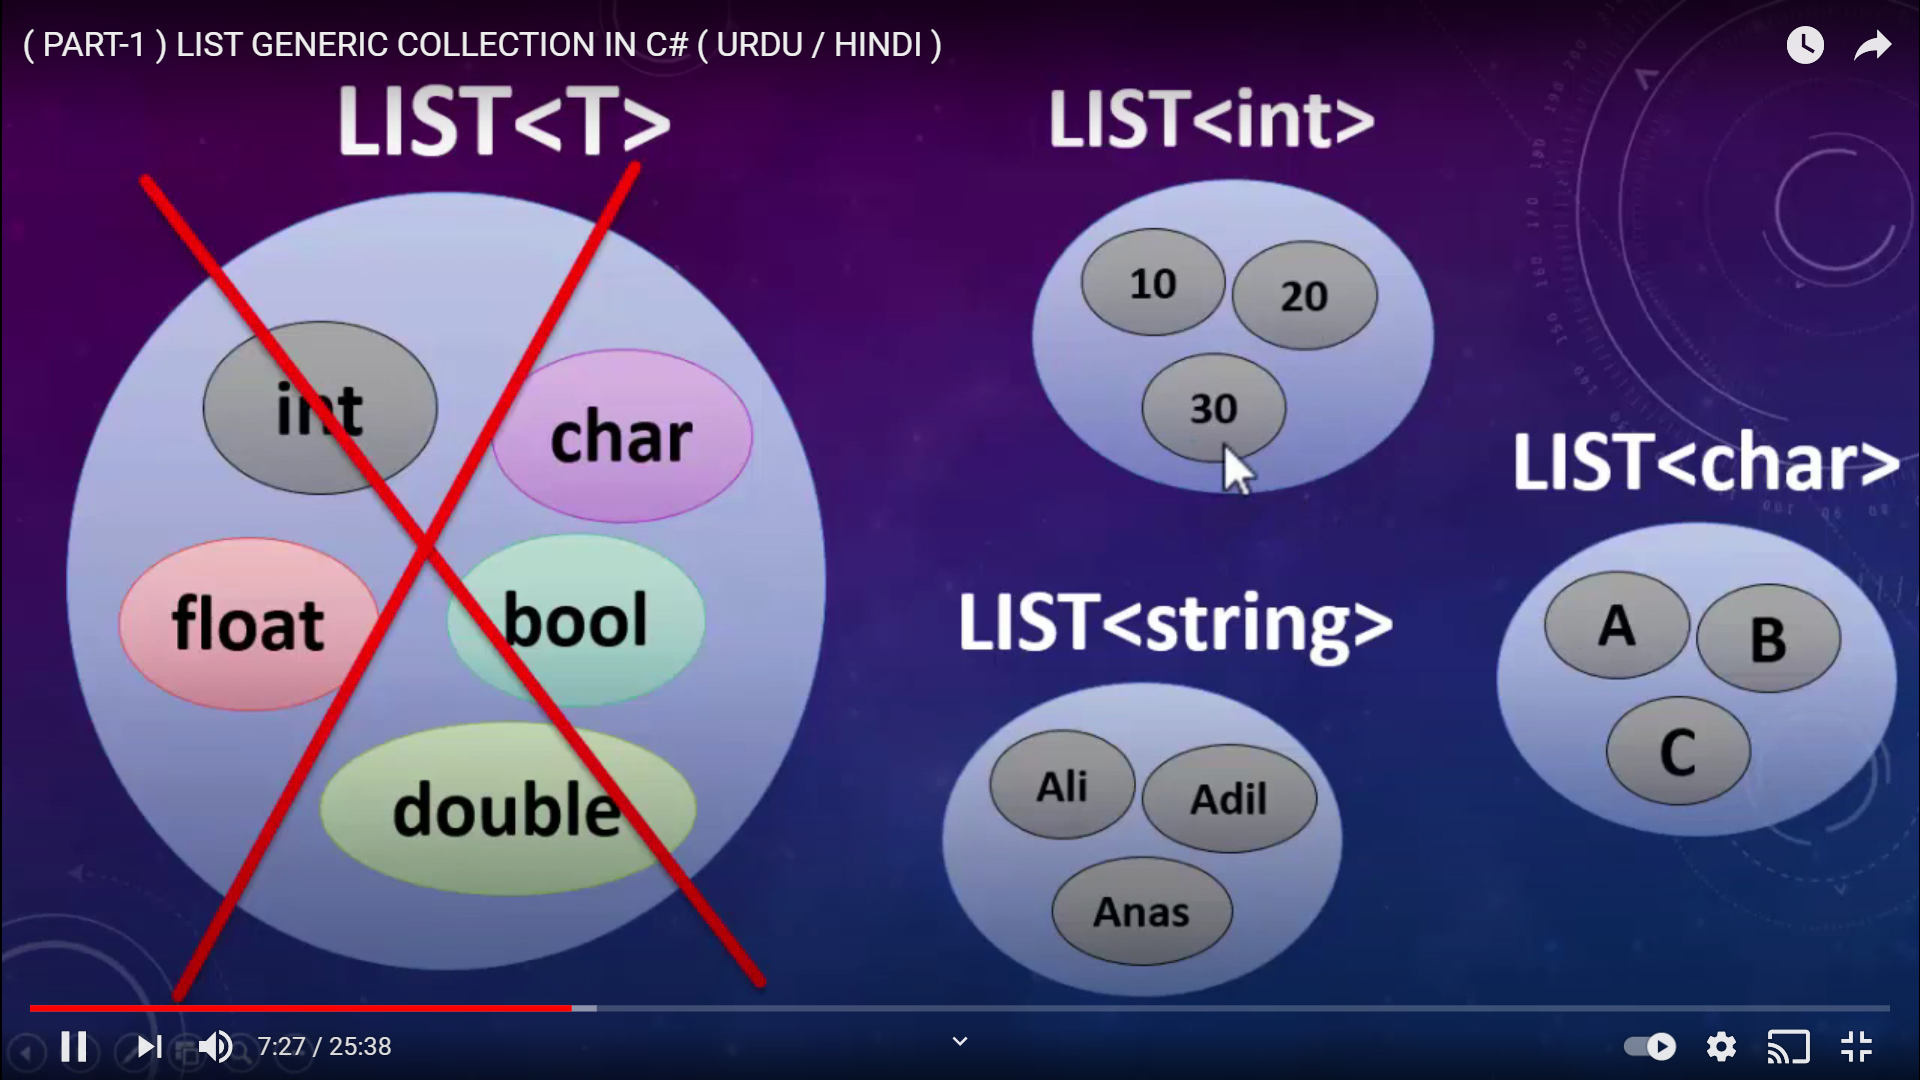 ( PART-1 ) LIST GENERIC COLLECTION IN C# ( URDU / HINDI )
LIST<T>
int
char
float
bool
double
LIST<int>
10
20
30
LIST<char>
A
B
C
LIST<string>
Ali
Adil
Anas
7:27 / 25:38